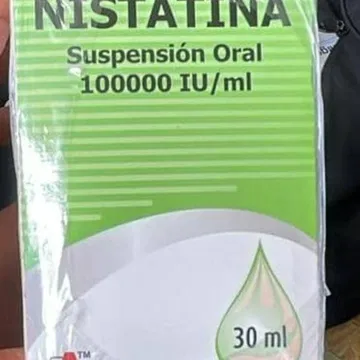 NISTATINA
Suspensión Oral
100000 IU/ml
30 ml